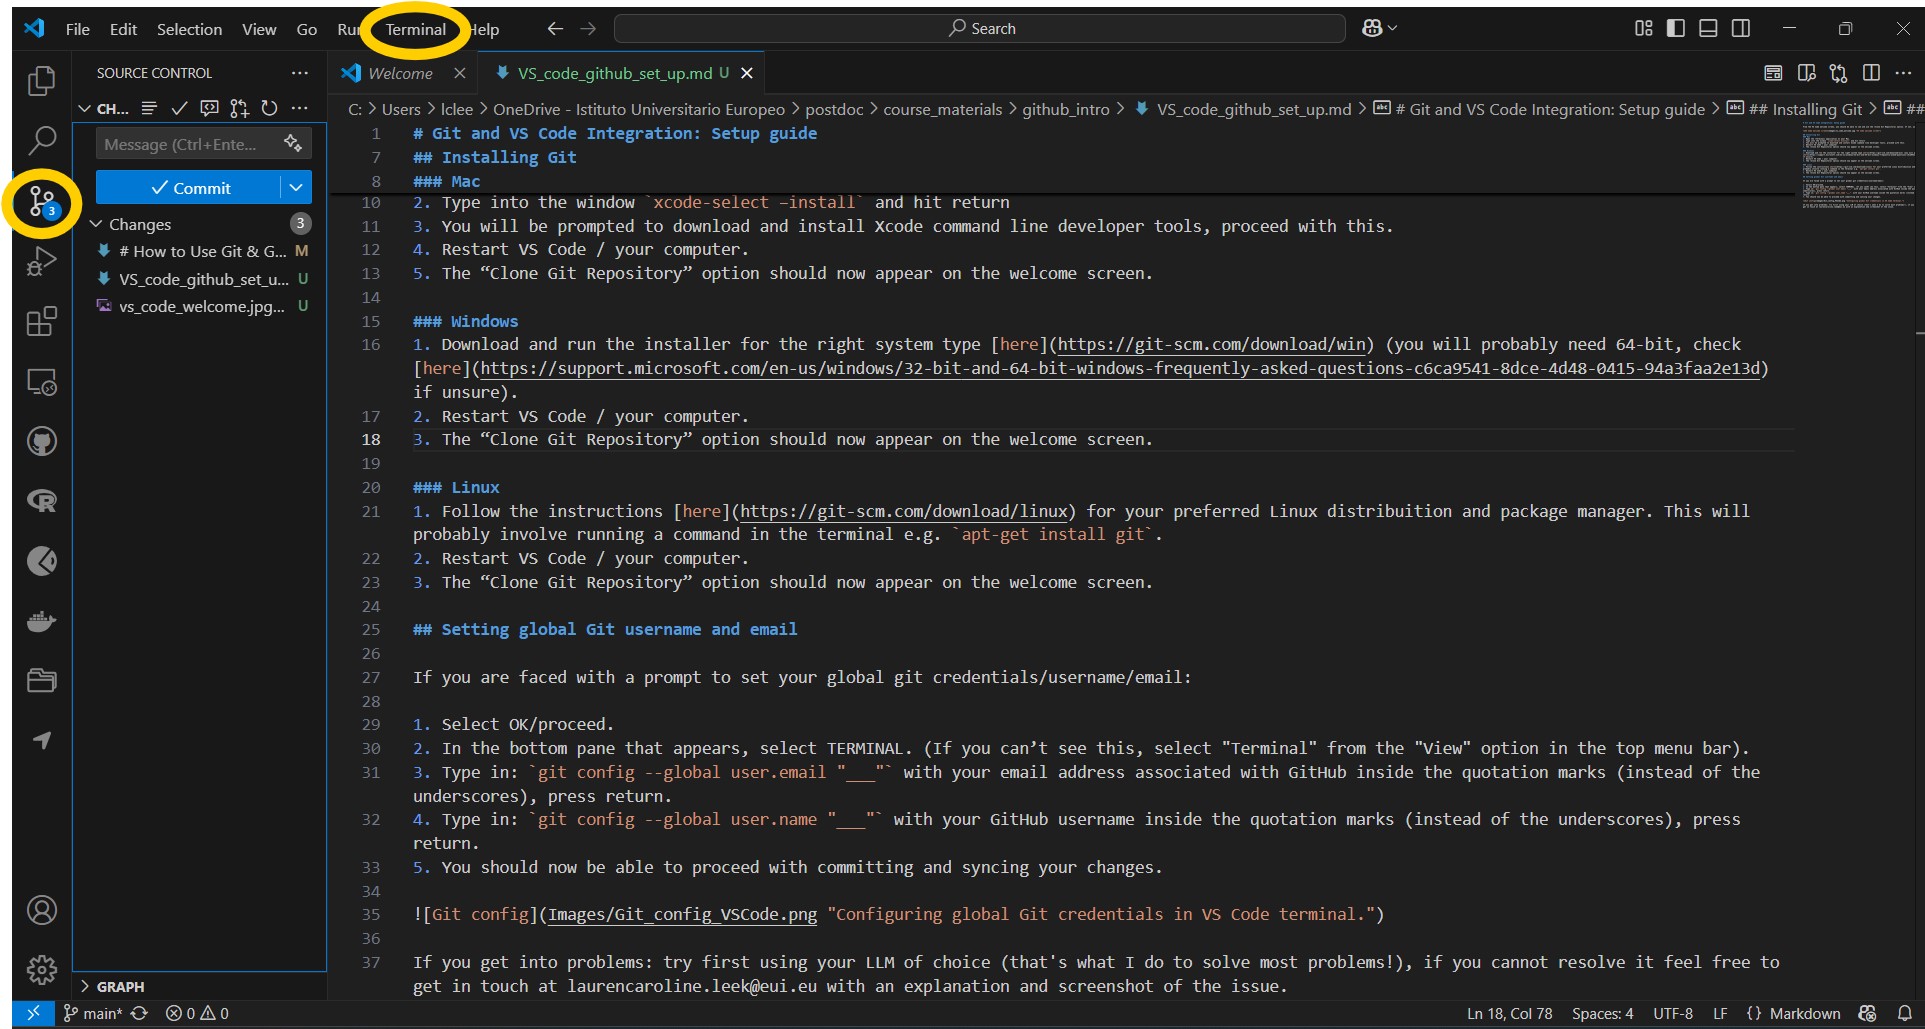 File Edit Selection View Go Run Terminal Help
Search
SOURCE CONTROL
Welcome
VS_code_github_set_up.md U
CH...
C: > Users > lclee > OneDrive - Istituto Universitario Europeo > postdoc > course_materials > github_intro > VS_code_github_set_up.md > # Git and VS Code Integration: Setup guide > ## Installing Git > ##
Message (Ctrl+Ente...
Commit
3
Changes 3
# How to Use Git & G... M
VS_code_github_set_u... U
vs_code_welcome.jpg... U
GRAPH
1 # Git and VS Code Integration: Setup guide
7 ## Installing Git
8 ### Mac
10 2. Type into the window `xcode-select –install` and hit return
11 3. You will be prompted to download and install Xcode command line developer tools, proceed with this.
12 4. Restart VS Code / your computer.
13 5. The “Clone Git Repository” option should now appear on the welcome screen.
14
15 ### Windows
16 1. Download and run the installer for the right system type [here](https://git-scm.com/download/win) (you will probably need 64-bit, check
[here](https://support.microsoft.com/en-us/windows/32-bit-and-64-bit-windows-frequently-asked-questions-c6ca9541-8dce-4d48-0415-94a3faa2e13d)
if unsure).
17 2. Restart VS Code / your computer.
18 3. The “Clone Git Repository” option should now appear on the welcome screen.
19
20 ### Linux
21 1. Follow the instructions [here](https://git-scm.com/download/linux) for your preferred Linux distribuition and package manager. This will
probably involve running a command in the terminal e.g. `apt-get install git`.
22 2. Restart VS Code / your computer.
23 3. The “Clone Git Repository” option should now appear on the welcome screen.
24
25 ## Setting global Git username and email
26
27 If you are faced with a prompt to set your global git credentials/username/email:
28
29 1. Select OK/proceed.
30 2. In the bottom pane that appears, select TERMINAL. (If you can’t see this, select "Terminal" from the "View" option in the top menu bar).
31 3. Type in: `git config --global user.email "___"` with your email address associated with GitHub inside the quotation marks (instead of the
underscores), press return.
32 4. Type in: `git config --global user.name "___"` with your GitHub username inside the quotation marks (instead of the underscores), press
return.
33 5. You should now be able to proceed with committing and syncing your changes.
34
35 ![Git config](Images/Git_config_VSCode.png "Configuring global Git credentials in VS Code terminal.")
36
37 If you get into problems: try first using your LLM of choice (that's what I do to solve most problems!), if you cannot resolve it feel free to
get in touch at laurencaroline.leek@eui.eu with an explanation and screenshot of the issue.
main* 0 0
Ln 18, Col 78 Spaces: 4 UTF-8 LF {} Markdown